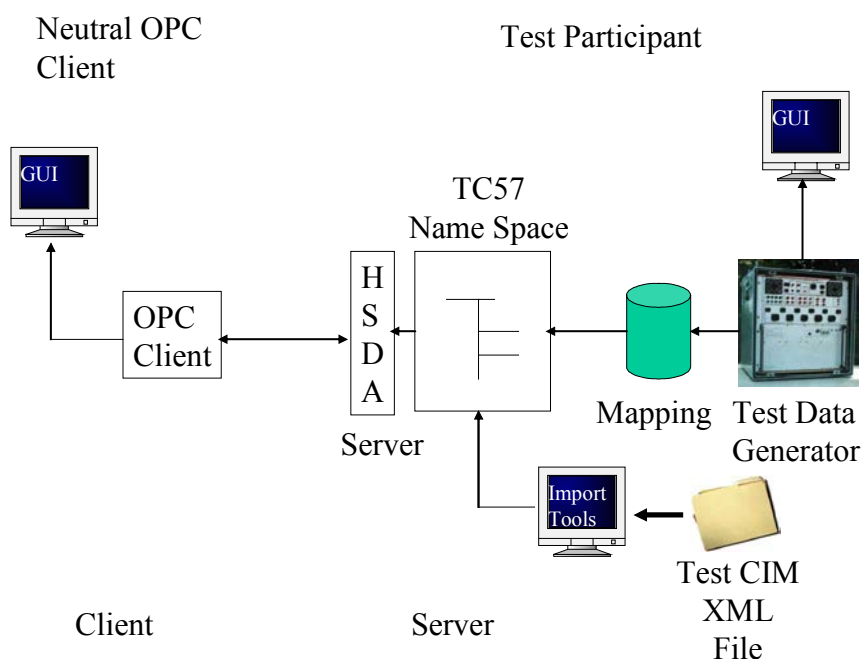 Neutral OPC
Client
Test Participant
GUI
GUI
TC57
Name Space
H
S
D
A
OPC
Client
Mapping
Test Data
Generator
Server
Import
Tools
Test CIM
XML
File
Client
Server